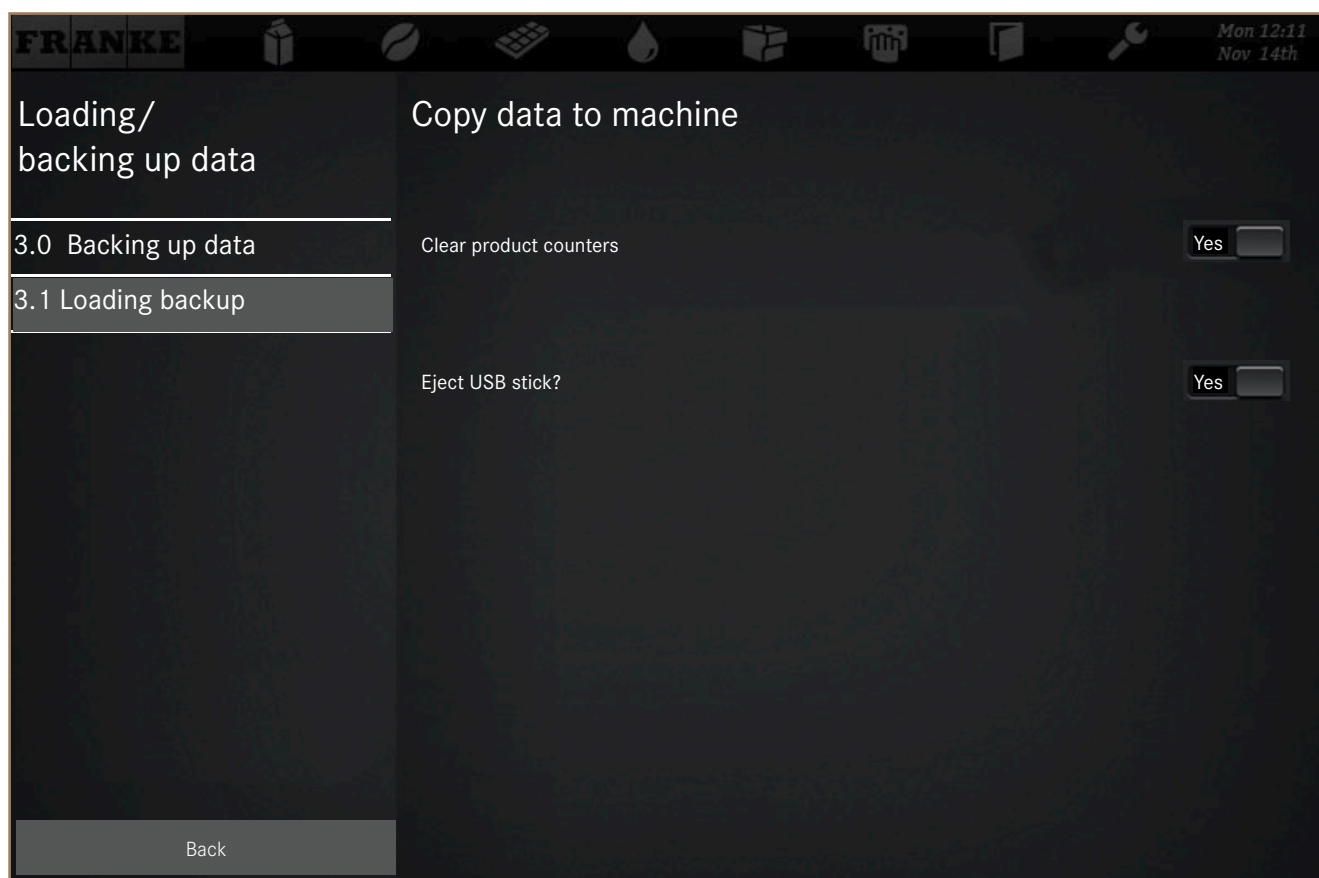 FRANKE
Mon 12:11
Nov 14th
Loading/
backing up data
3.0 Backing up data
3.1 Loading backup
Back
Copy data to machine
Clear product counters
Yes
Eject USB stick?
Yes